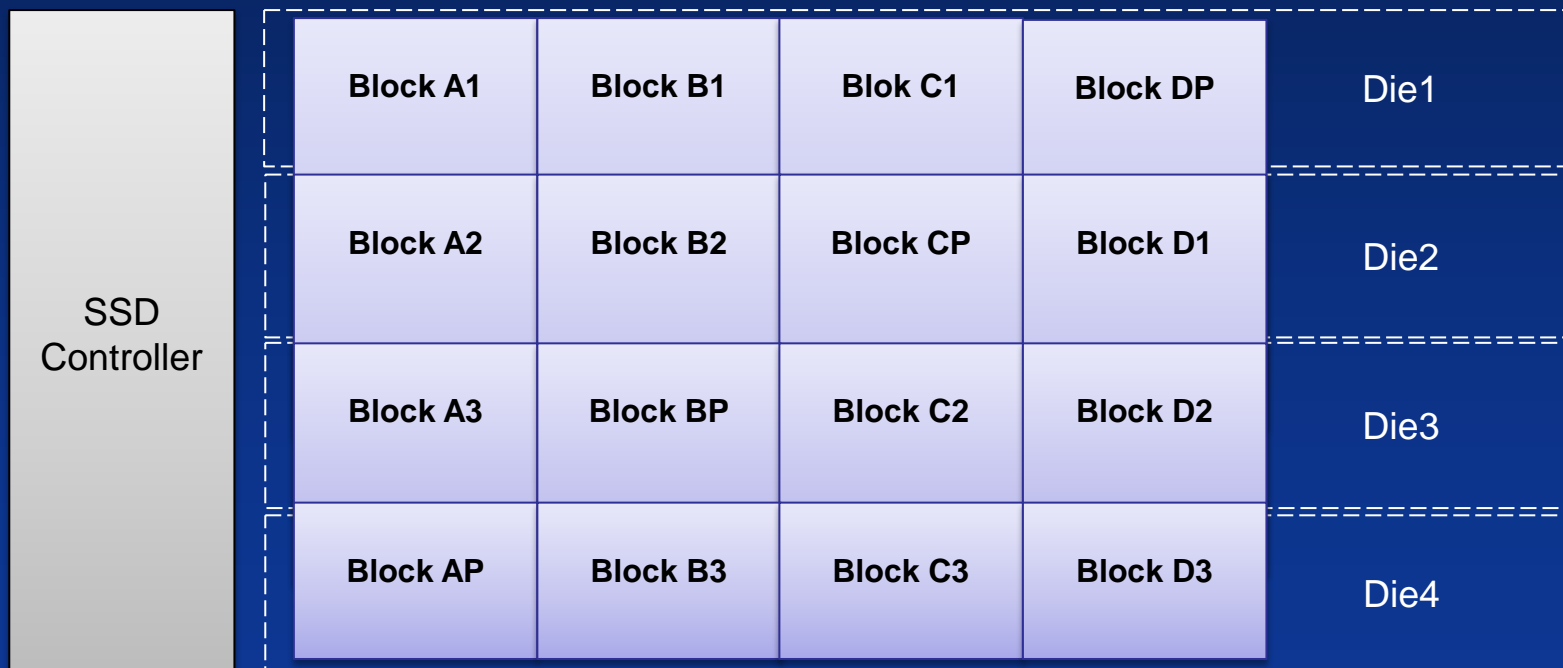 SSD
Controller
Block A1 Block B1 Blok C1 Block DP Die1
Block A2 Block B2 Block CP Block D1 Die2
Block A3 Block BP Block C2 Block D2 Die3
Block AP Block B3 Block C3 Block D3 Die4